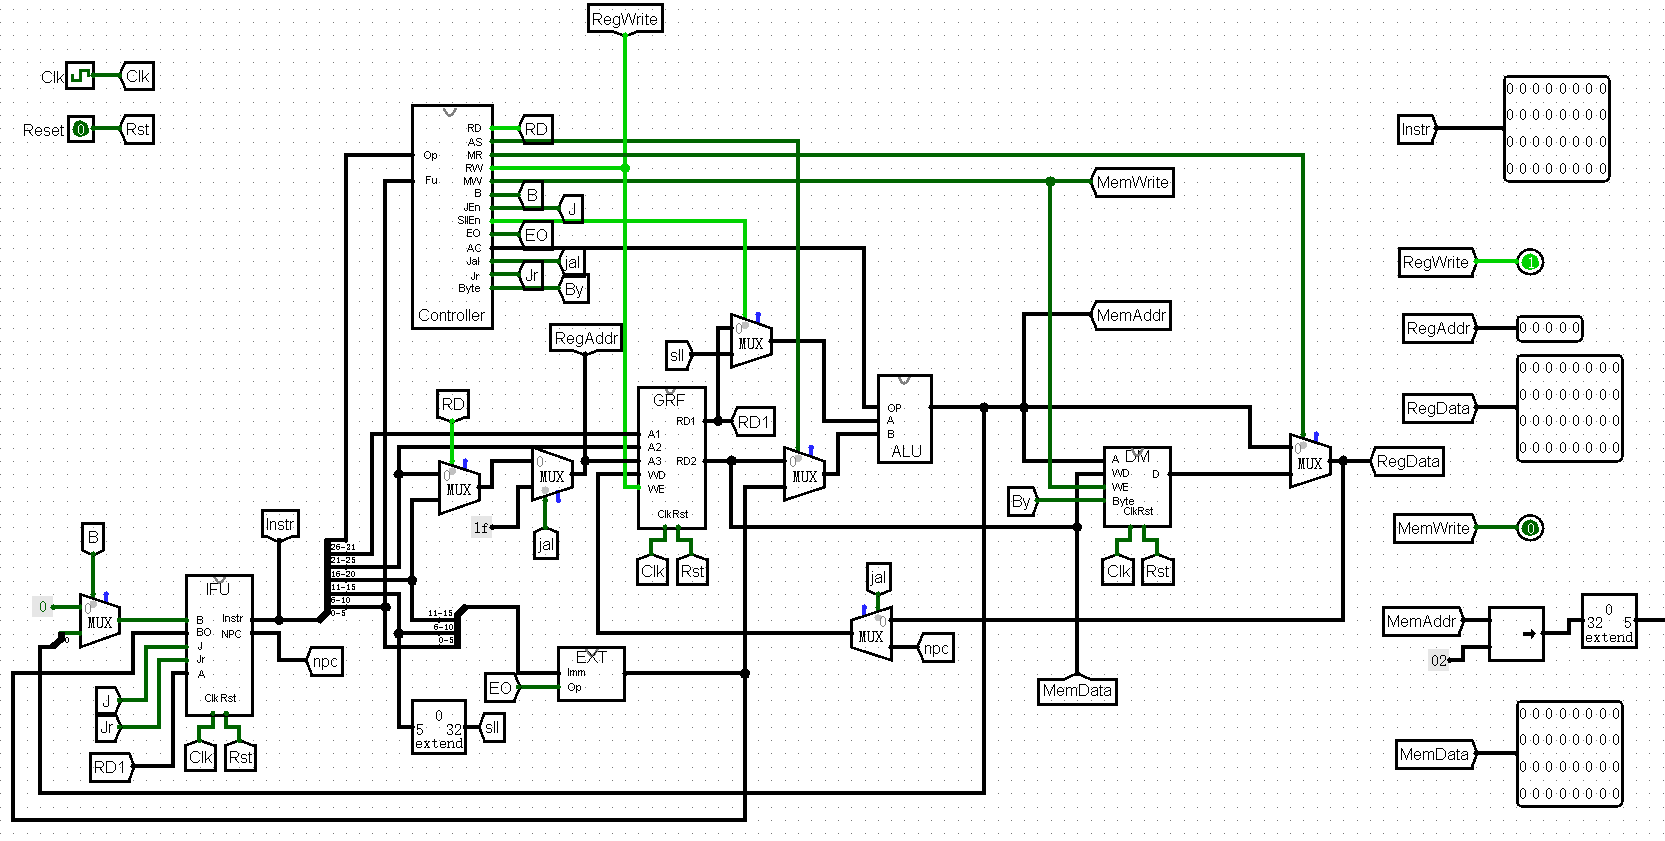 RegWrite
Clk
Clk
Reset
0
Rst
Op
Fu
RD
AS
MR
RW
MW
B
JEn
SllEn
EO
AC
Jal
Jr
Byte
Controller
RD
B
J
EO
jal
Jr
By
MemWrite
MemAddr
RegAddr
sll
0
MUX
RD
0
MUX
0
MUX
1f
jal
GRF
A1
A2
A3
WD
WE
RD1
RD2
Clk Rst
Clk
Rst
RD1
0
MUX
OP
A
B
ALU
By
DM
A
WD
WE
Byte
D
Clk Rst
Clk
Rst
0
MUX
RegData
B
0
0
MUX
0
Instr
IFU
B
BO
J
Jr
A
Instr
NPC
Clk Rst
Clk
Rst
J
Jr
RD1
npc
26-31
21-25
16-20
11-15
6-10
0-5
11-15
6-10
0-5
EO
EXT
Imm
Op
0
5 32
extend
sll
jal
0
MUX
npc
MemData
Instr
0 0 0 0 0 0 0 0
0 0 0 0 0 0 0 0
0 0 0 0 0 0 0 0
0 0 0 0 0 0 0 0
RegWrite
1
RegAddr
0 0 0 0 0
RegData
0 0 0 0 0 0 0 0
0 0 0 0 0 0 0 0
0 0 0 0 0 0 0 0
0 0 0 0 0 0 0 0
MemWrite
0
MemAddr
02
0
32 5
extend
MemData
0 0 0 0 0 0 0 0
0 0 0 0 0 0 0 0
0 0 0 0 0 0 0 0
0 0 0 0 0 0 0 0